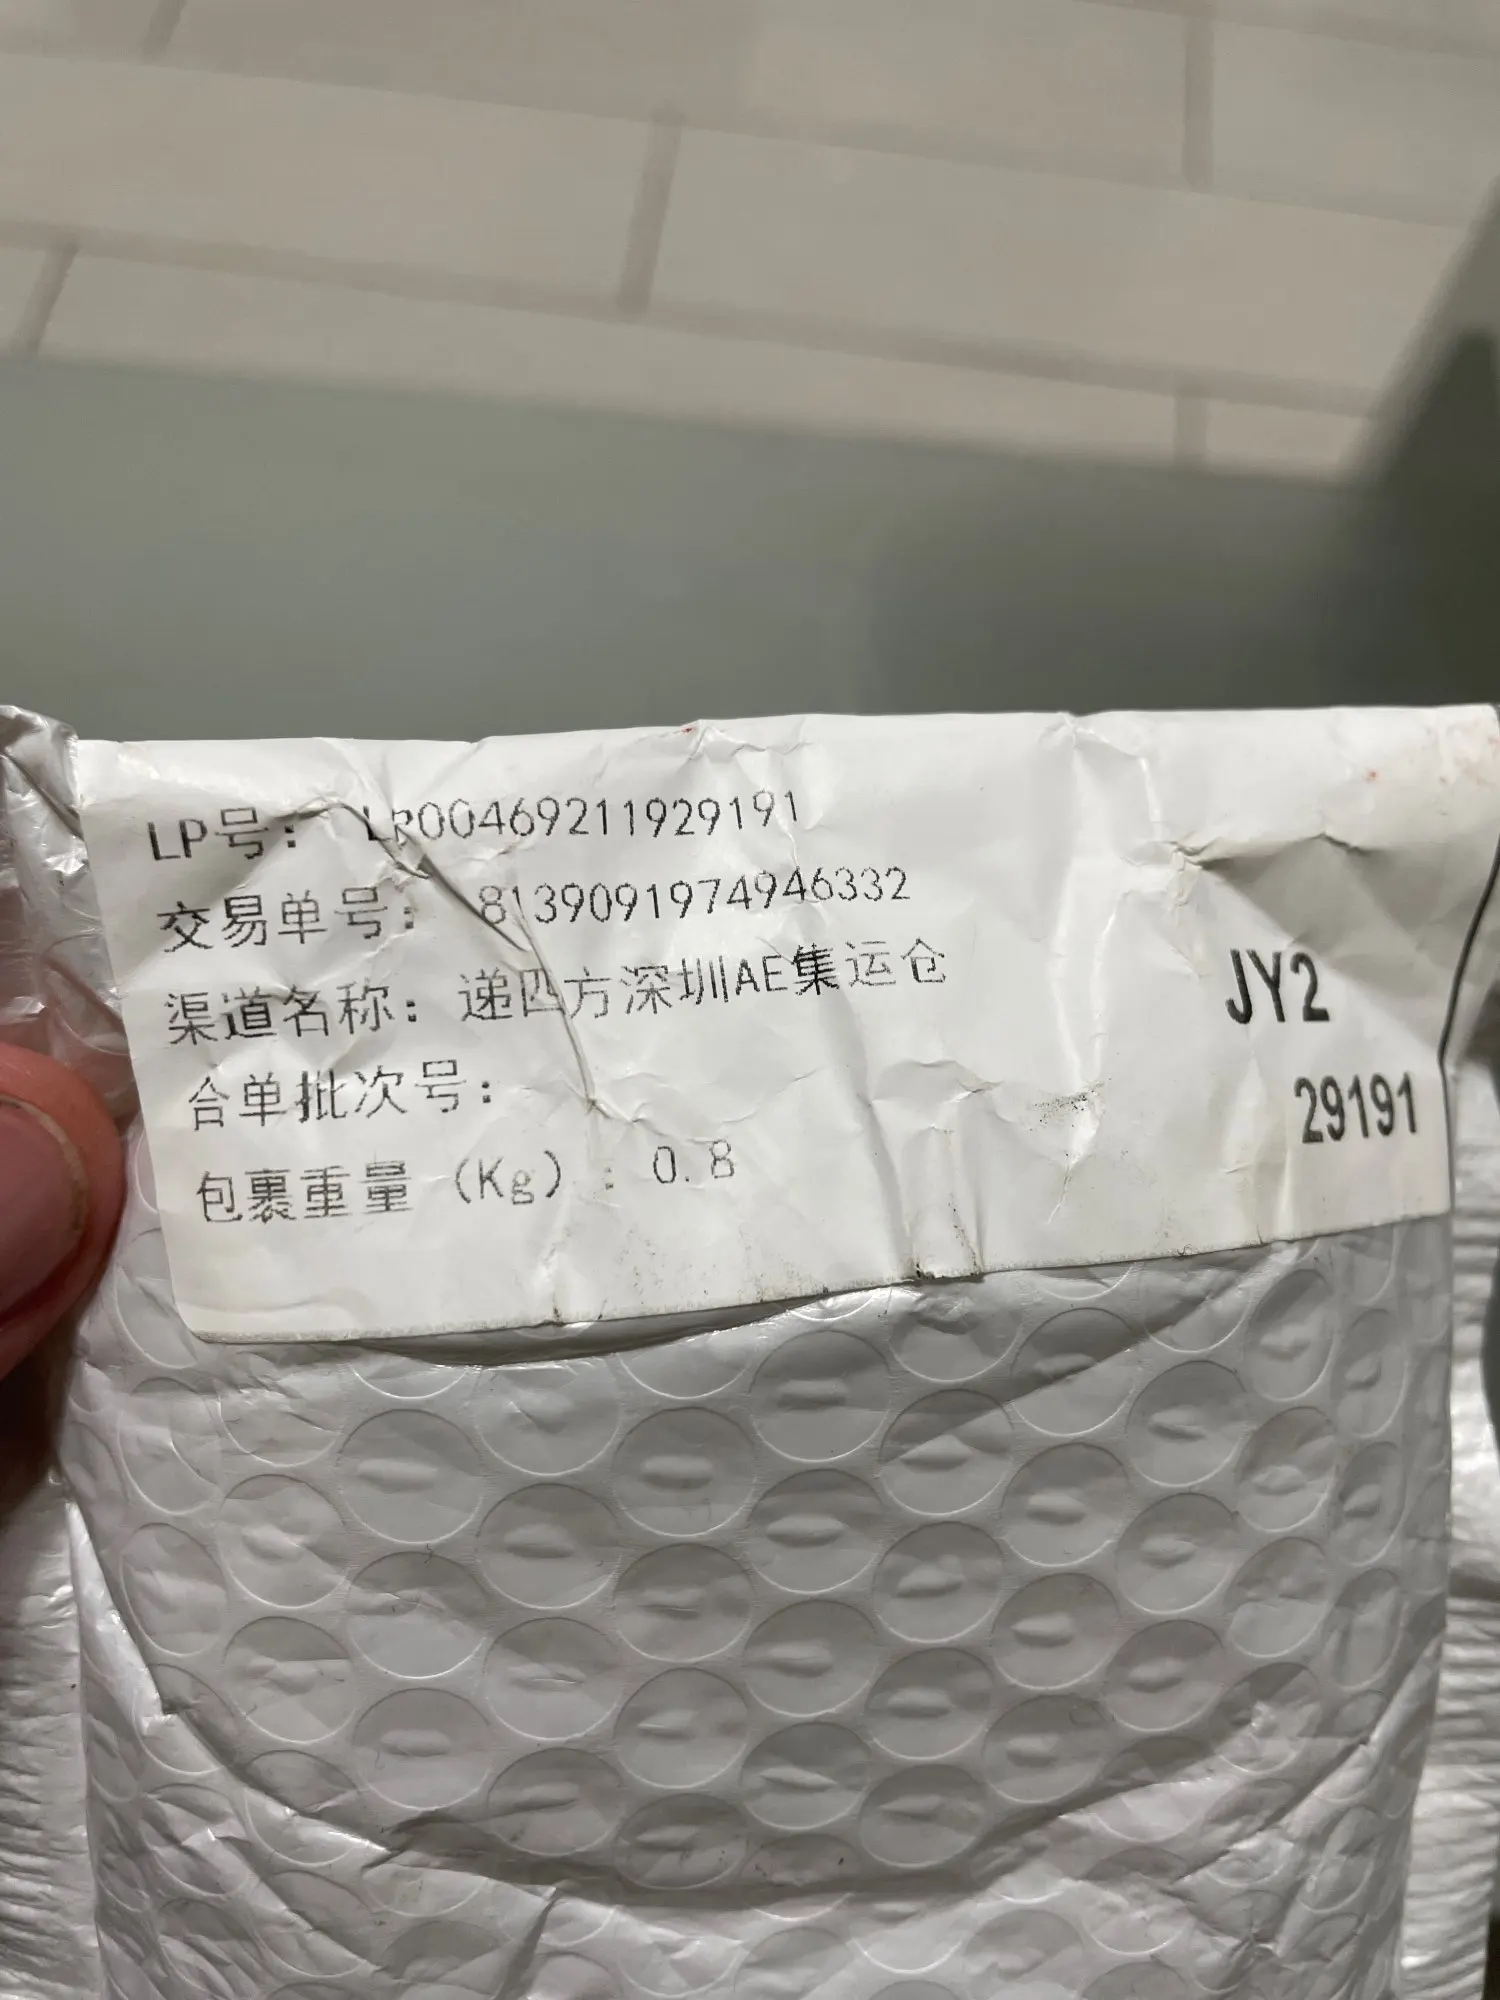 LP号: LP00469211929191
交易单号: 8139091974946332
渠道名称: 递四方深圳AE集运仓
合单批次号:
包裹重量 (Kg) : 0.8
JY2
29191